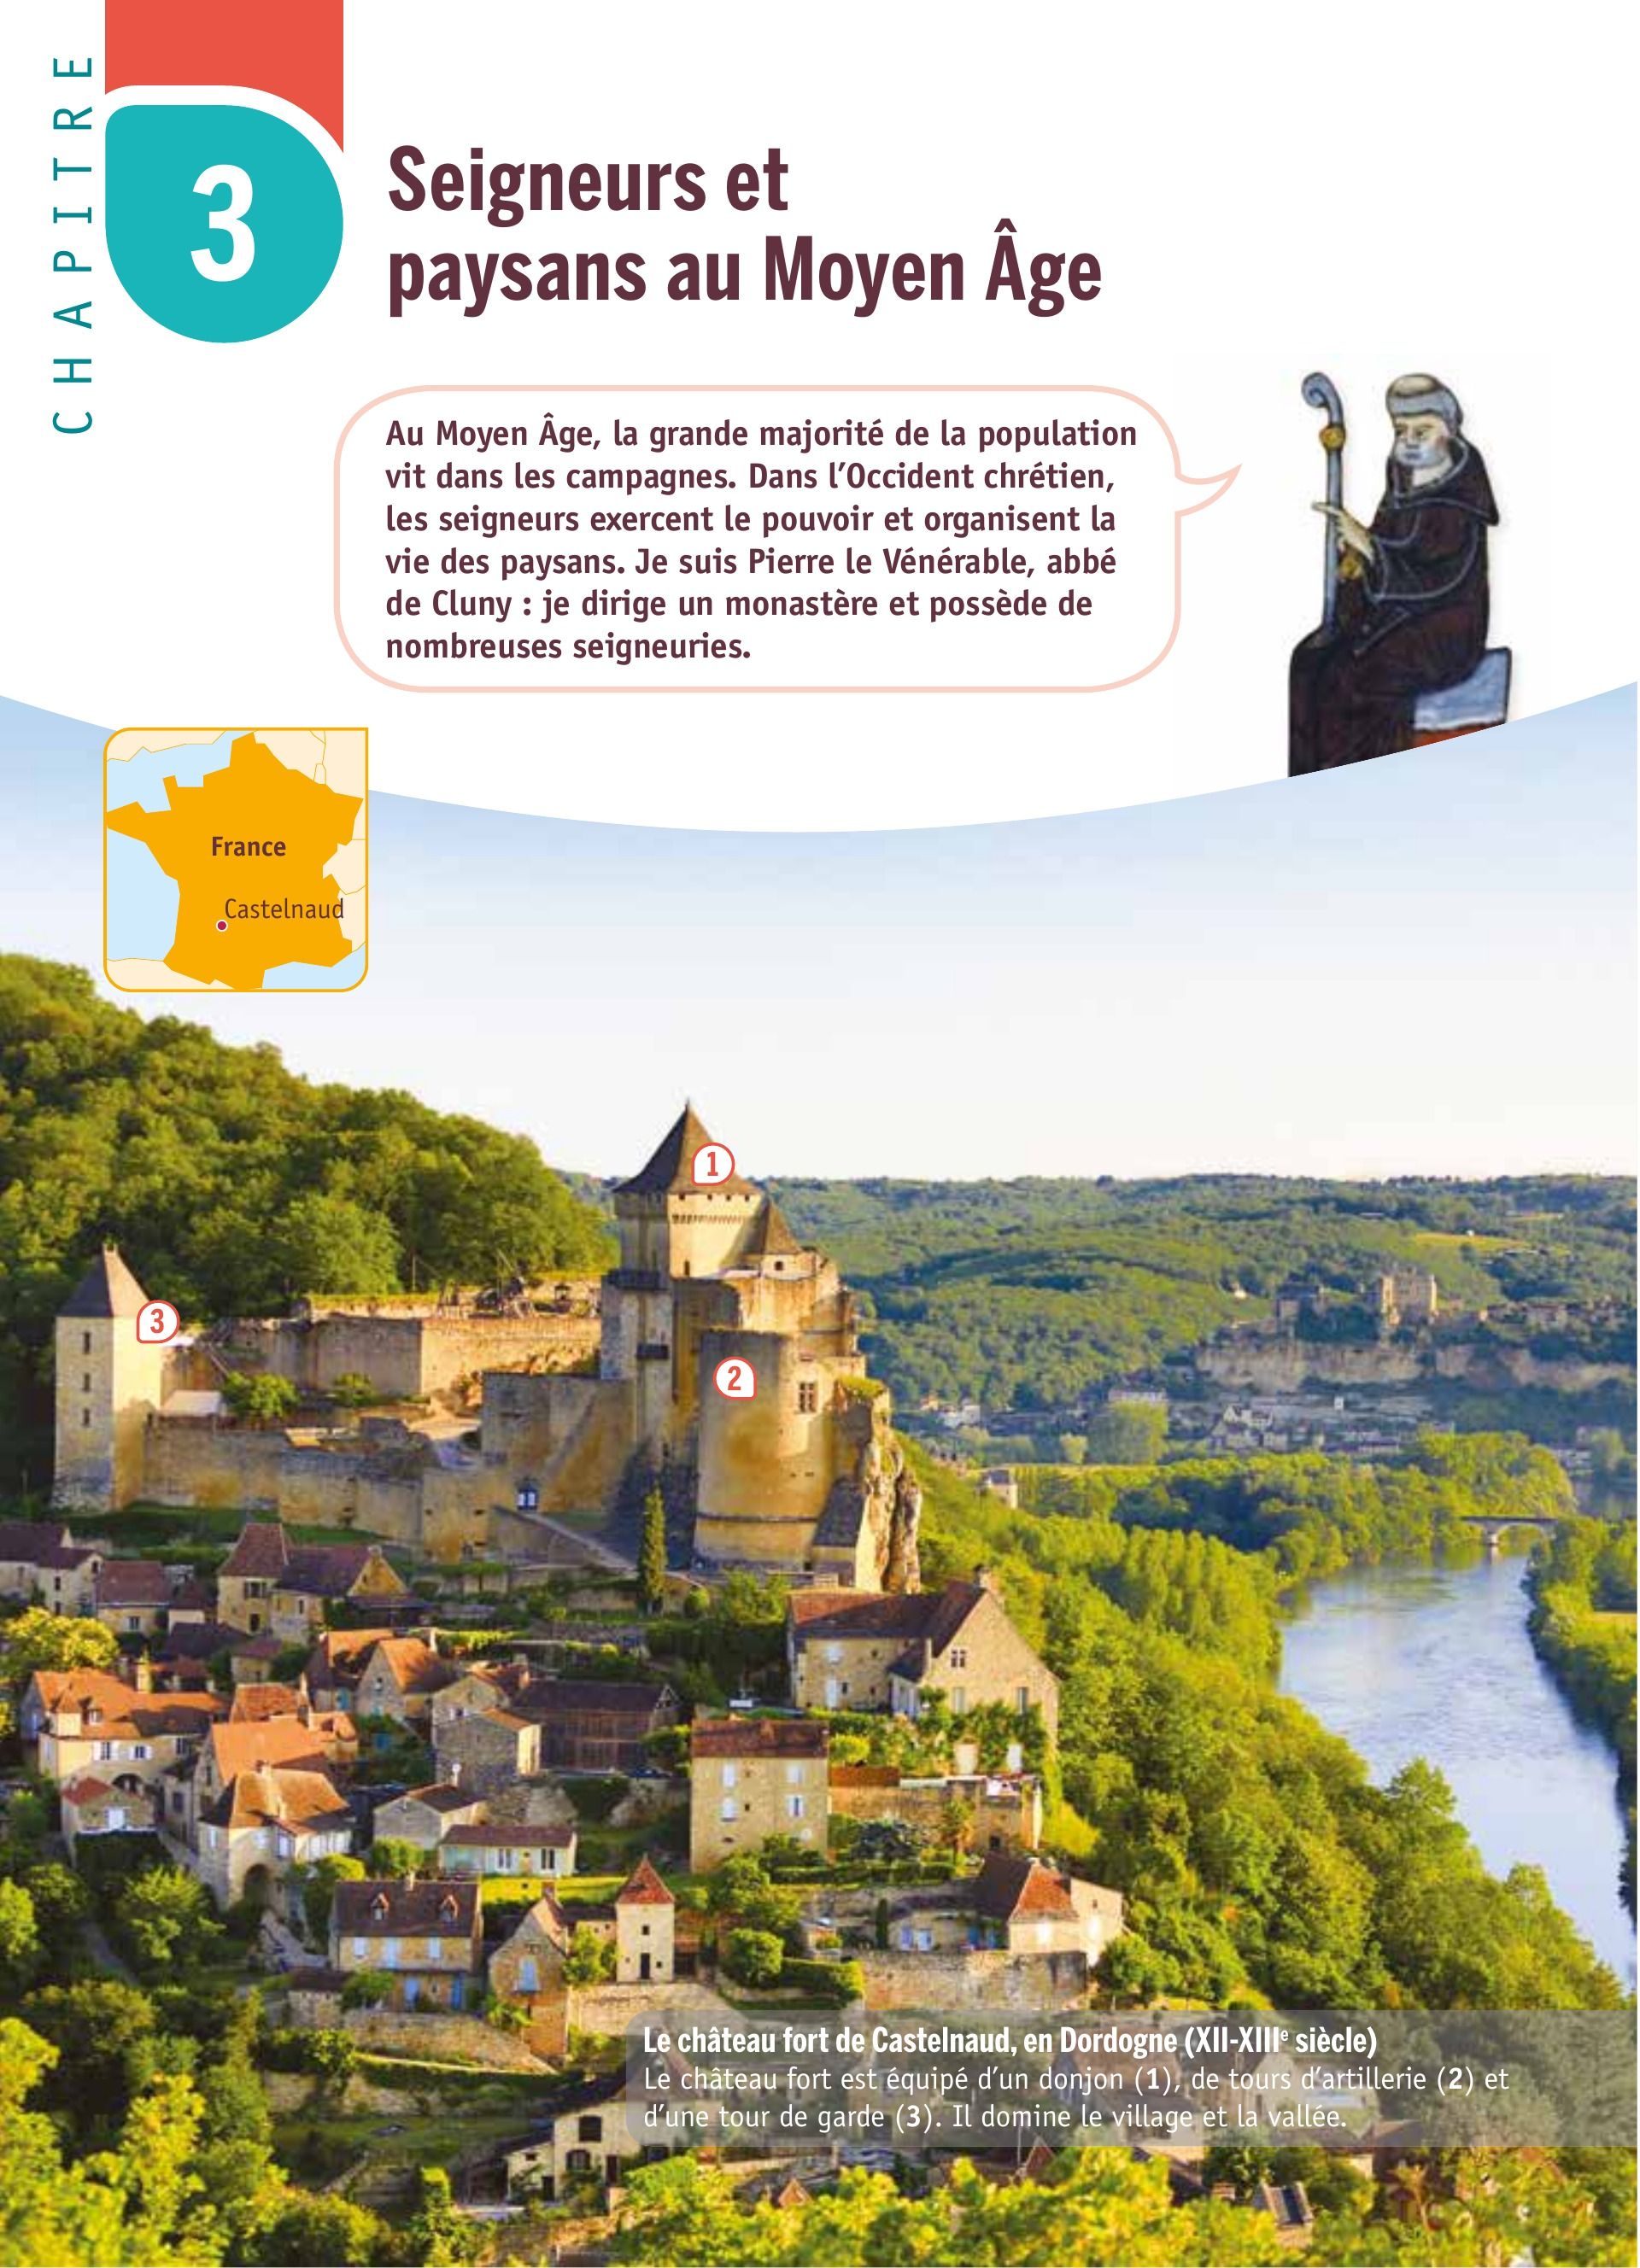 CHAPITRE
3
Seigneurs et
paysans au Moyen Âge
Au Moyen Âge, la grande majorité de la population
vit dans les campagnes. Dans l’Occident chrétien,
les seigneurs exercent le pouvoir et organisent la
vie des paysans. Je suis Pierre le Vénérable, abbé
de Cluny : je dirige un monastère et possède de
nombreuses seigneuries.
France
Castelnaud
1
3
2
Le château fort de Castelnaud, en Dordogne (XII-XIIIe siècle)
Le château fort est équipé d’un donjon (1), de tours d’artillerie (2) et
d’une tour de garde (3). Il domine le village et la vallée.